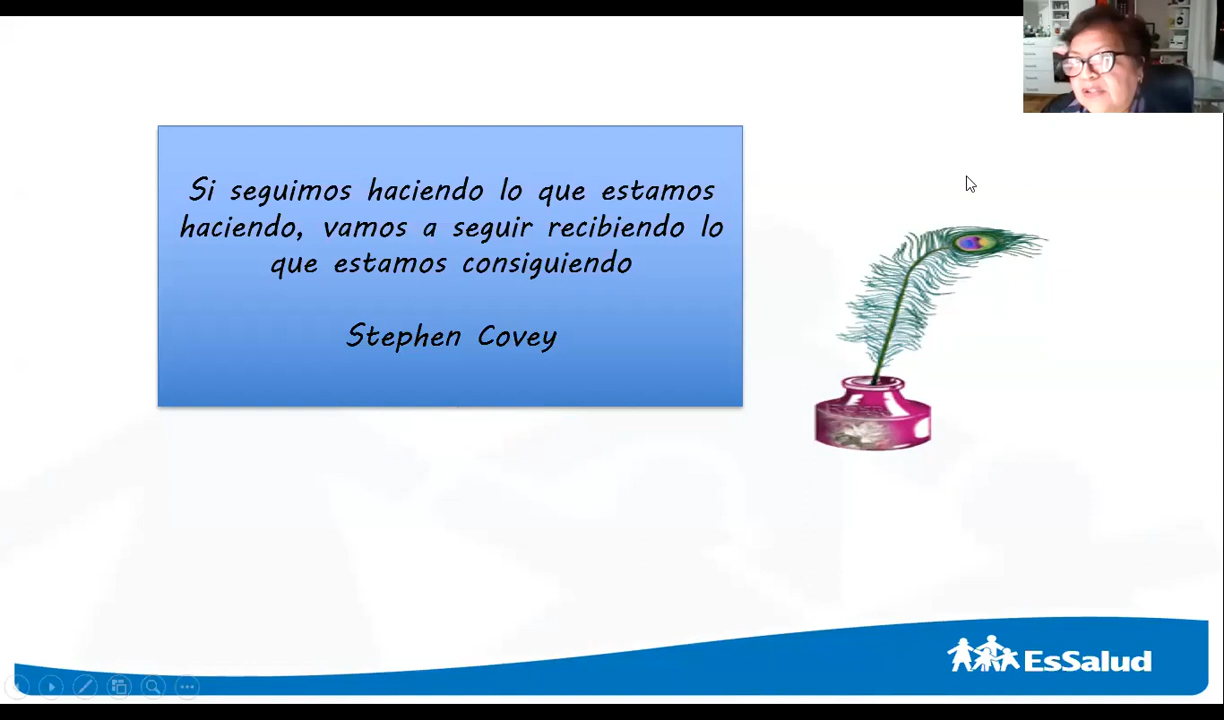 Si seguimos haciendo lo que estamos
haciendo, vamos a seguir recibiendo lo
que estamos consiguiendo
Stephen Covey
EsSalud